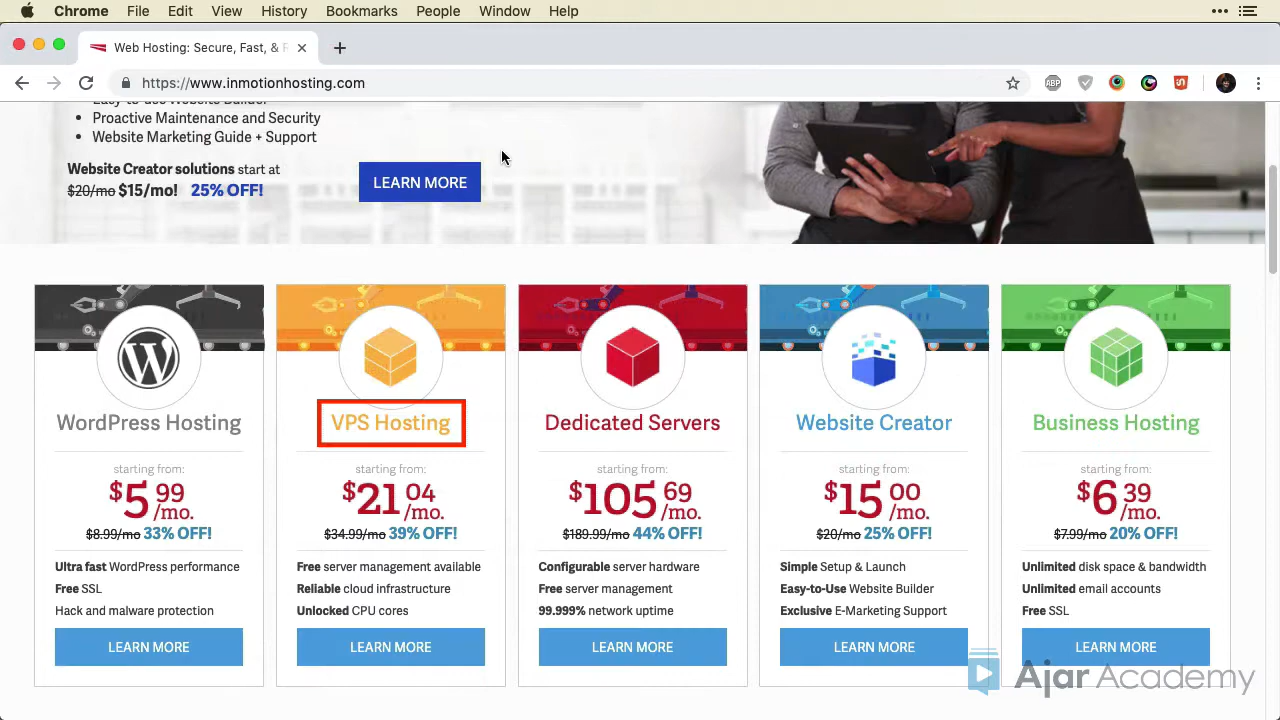 Chrome File Edit View History Bookmarks People Window Help
Web Hosting: Secure, Fast, &
https://www.inmotionhosting.com
ABP
Easy-to-use Website Builder
Proactive Maintenance and Security
Website Marketing Guide + Support
Website Creator solutions start at
$20/mo $15/mo! 25% OFF!
LEARN MORE
WordPress Hosting
starting from:
$5.99/mo.
$8.99/mo 33% OFF!
Ultra fast WordPress performance
Free SSL
Hack and malware protection
LEARN MORE
VPS Hosting
starting from:
$21.04/mo.
$34.99/mo 39% OFF!
Free server management available
Reliable cloud infrastructure
Unlocked CPU cores
LEARN MORE
Dedicated Servers
starting from:
$105.69/mo.
$189.99/mo 44% OFF!
Configurable server hardware
Free server management
99.999% network uptime
LEARN MORE
Website Creator
starting from:
$15.00/mo.
$20/mo 25% OFF!
Simple Setup & Launch
Easy-to-Use Website Builder
Exclusive E-Marketing Support
LEARN MORE
Business Hosting
starting from:
$6.39/mo.
$7.99/mo 20% OFF!
Unlimited disk space & bandwidth
Unlimited email accounts
Free SSL
LEARN MORE
Ajar Academy